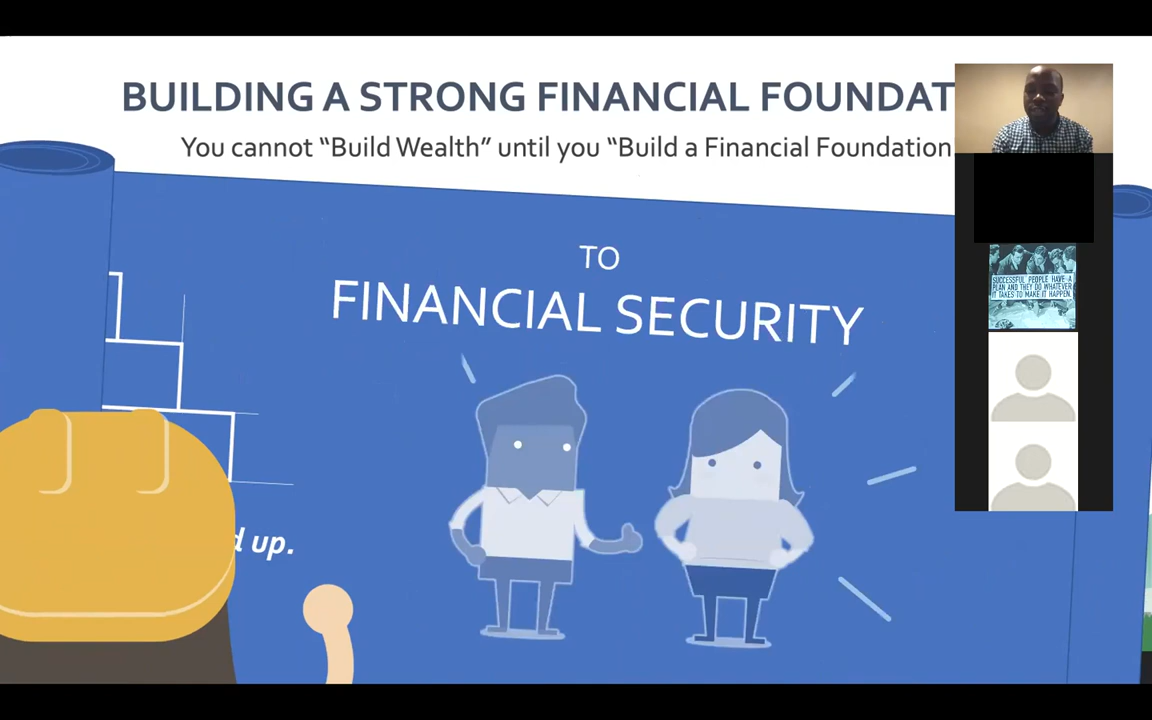 BUILDING A STRONG FINANCIAL FOUNDAT
You cannot “Build Wealth” until you “Build a Financial Foundation
TO
FINANCIAL SECURITY
d up.
SUCCESSFUL PEOPLE HAVE A
PLAN AND THEY DO WHATEVER
IT TAKES TO MAKE IT HAPPEN.